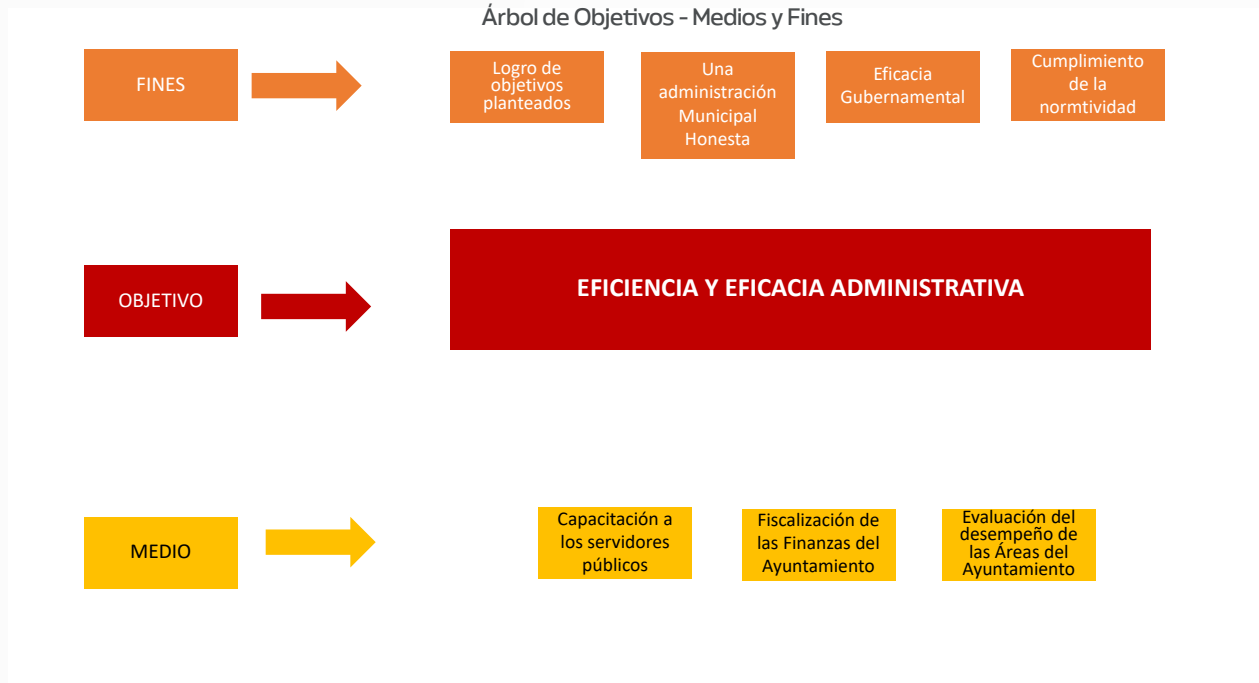 Árbol de Objetivos - Medios y Fines
FINES
Logro de
objetivos
planteados
Una
administración
Municipal
Honesta
Eficacia
Gubernamental
Cumplimiento
de la
normtividad
OBJETIVO
EFICIENCIA Y EFICACIA ADMINISTRATIVA
MEDIO
Capacitación a
los servidores
públicos
Fiscalización de
las Finanzas del
Ayuntamiento
Evaluación del
desempeño de
las Áreas del
Ayuntamiento